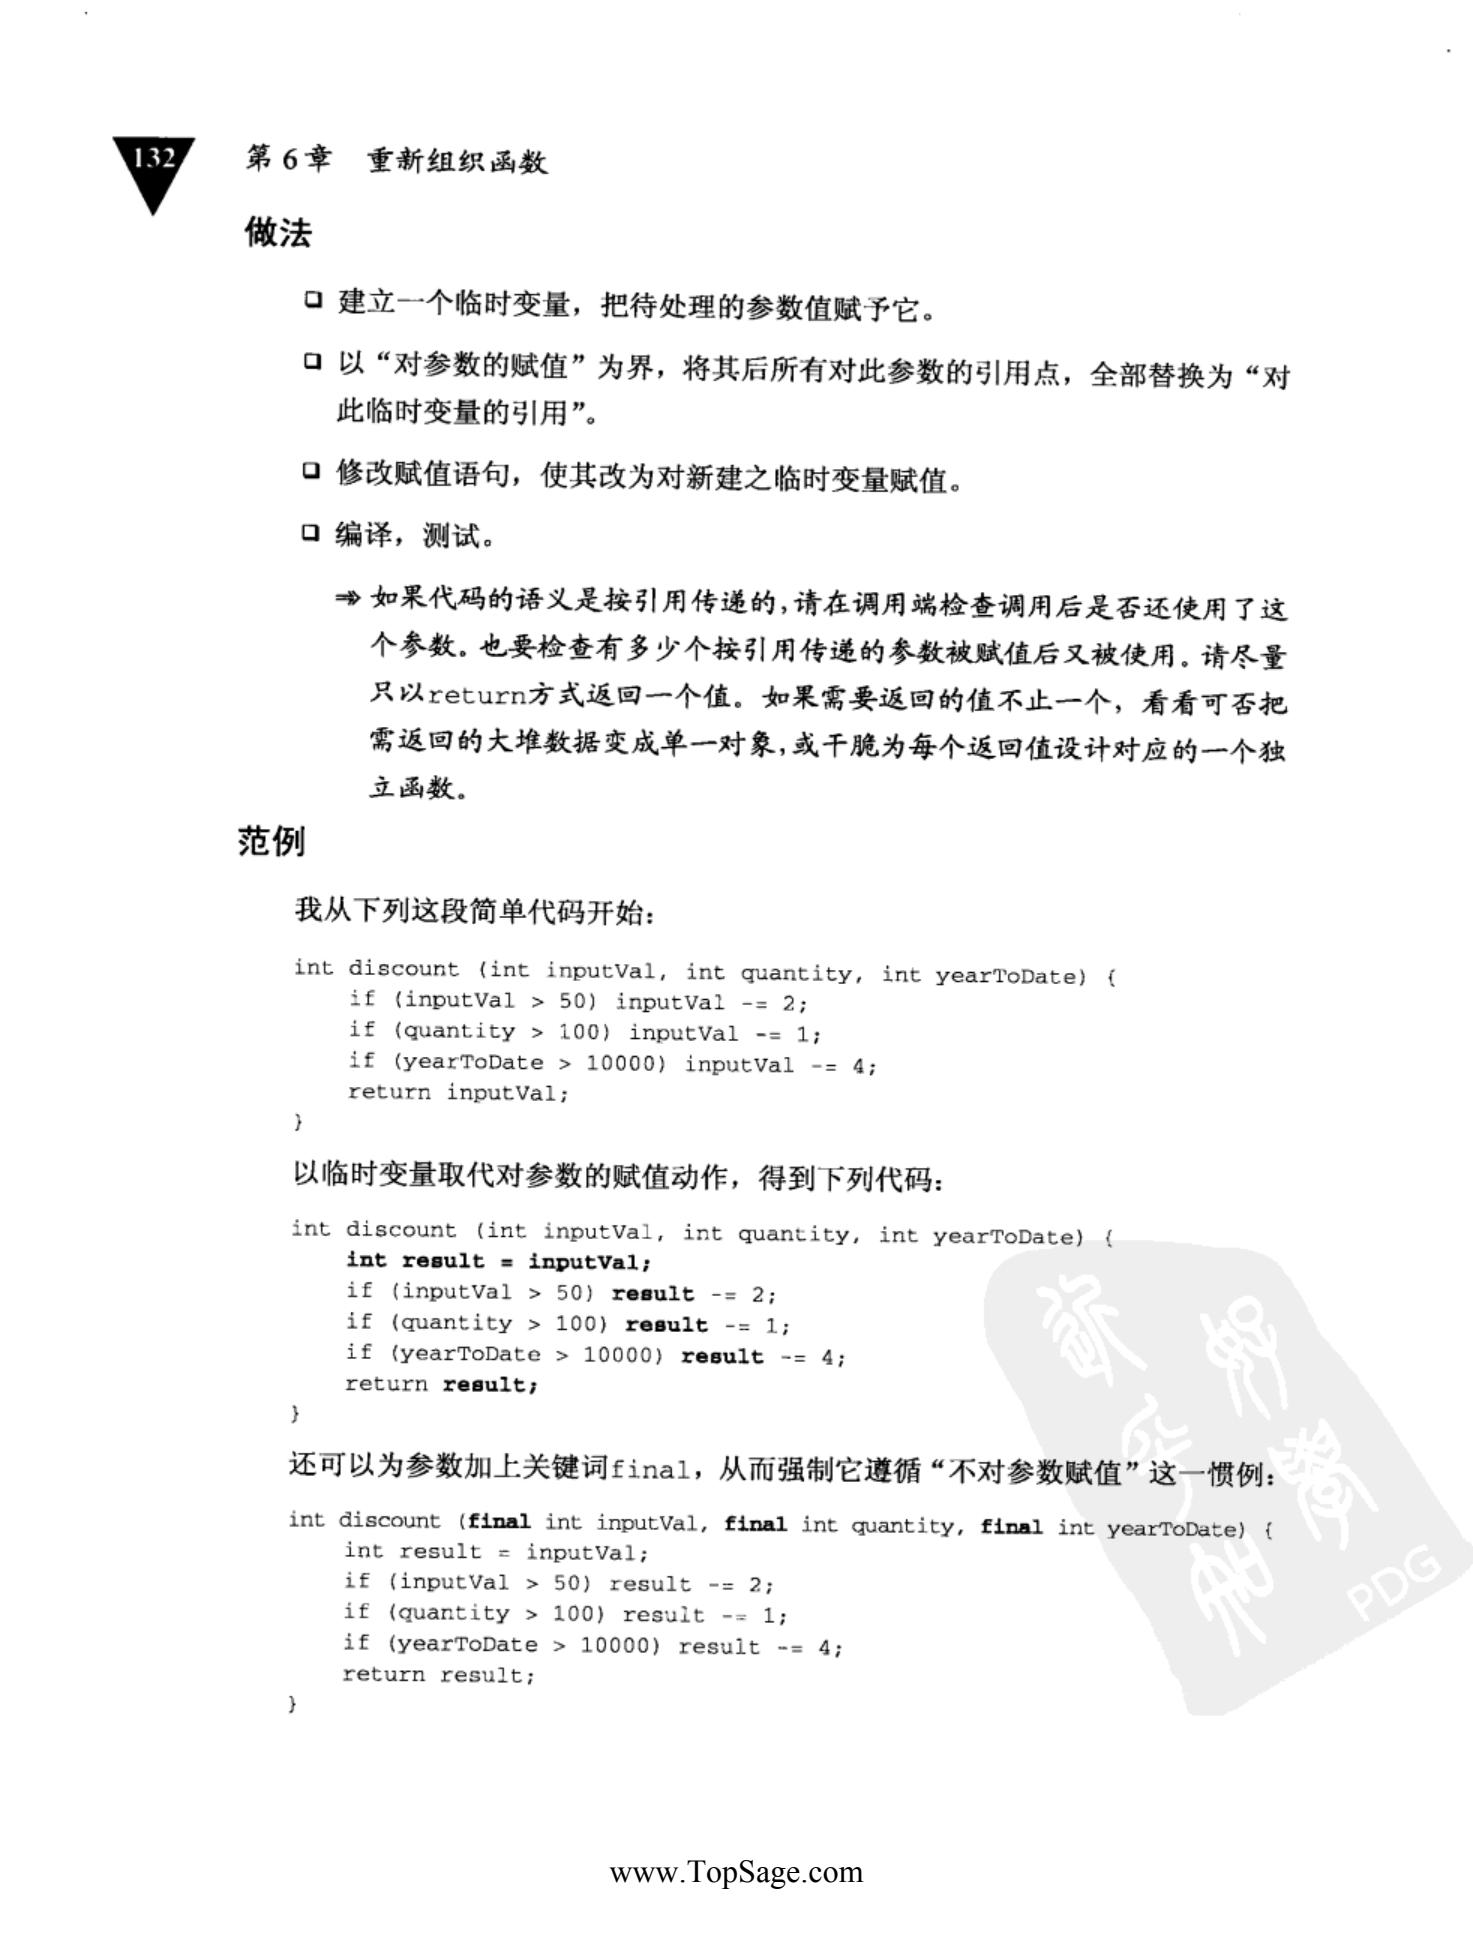 132
第 6 章 重新组织函数
做法
建立一个临时变量，把待处理的参数值赋予它。
以“对参数的赋值”为界，将其后所有对此参数的引用点，全部替换为“对
此临时变量的引用”。
修改赋值语句，使其改为对新建之临时变量赋值。
编译，测试。
如果代码的语义是按引用传递的，请在调用端检查调用后是否还使用了这
个参数。也要检查有多少个按引用传递的参数被赋值后又被使用。请尽量
只以return方式返回一个值。如果需要返回的值不止一个，看看可否把
需返回的大堆数据变成单一对象，或干脆为每个返回值设计对应的一个独
立函数。
范例
我从下列这段简单代码开始：
int discount (int inputVal, int quantity, int yearToDate) {
if (inputVal > 50) inputVal -= 2;
if (quantity > 100) inputVal -= 1;
if (yearToDate > 10000) inputVal -= 4;
return inputVal;
}
以临时变量取代对参数的赋值动作，得到下列代码：
int discount (int inputVal, int quantity, int yearToDate) {
int result = inputVal;
if (inputVal > 50) result -= 2;
if (quantity > 100) result -= 1;
if (yearToDate > 10000) result -= 4;
return result;
}
还可以为参数加上关键词final，从而强制它遵循“不对参数赋值”这一惯例：
int discount (final int inputVal, final int quantity, final int yearToDate) {
int result = inputVal;
if (inputVal > 50) result -= 2;
if (quantity > 100) result -= 1;
if (yearToDate > 10000) result -= 4;
return result;
}
PDG
www.TopSage.com